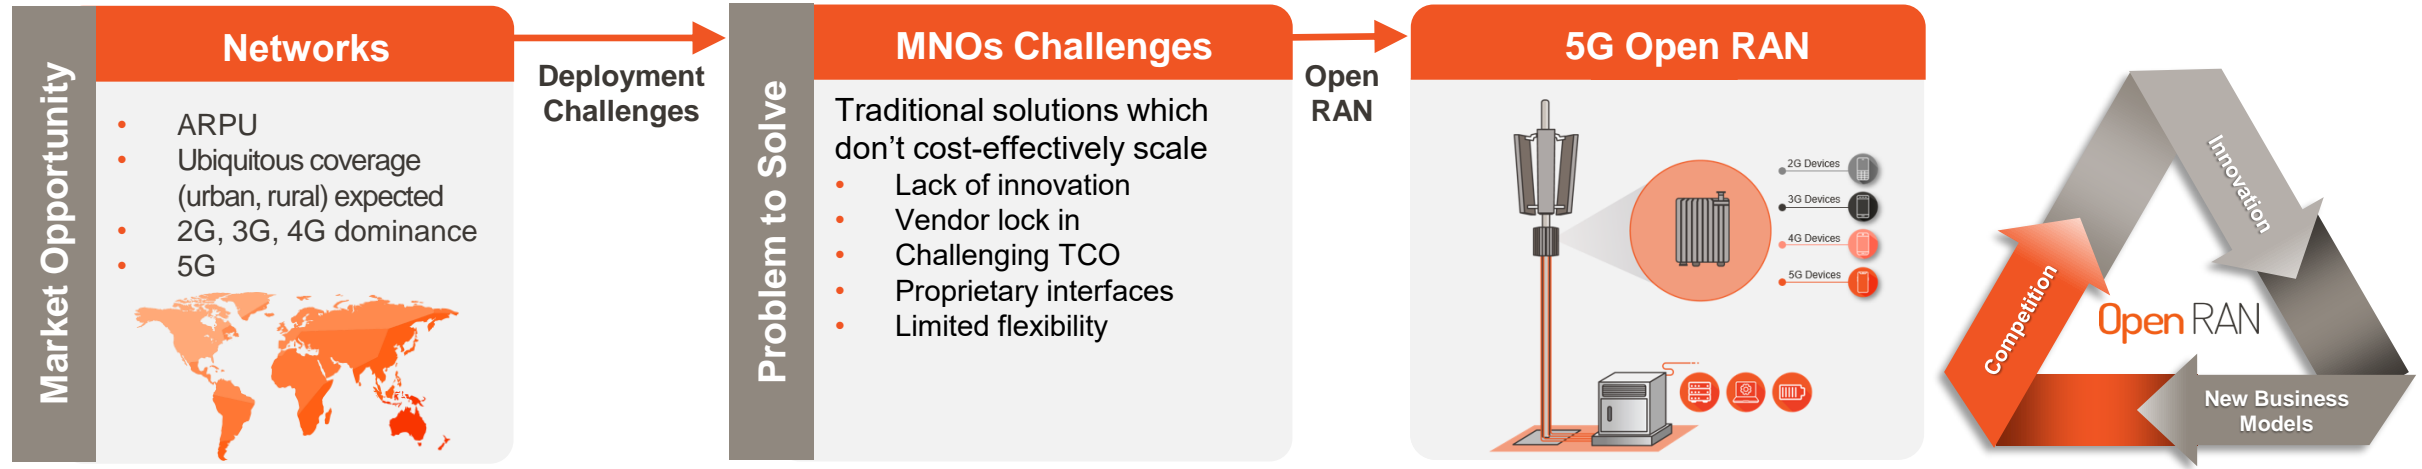 Market Opportunity
Networks
• ARPU
• Ubiquitous coverage
(urban, rural) expected
• 2G, 3G, 4G dominance
• 5G
Deployment
Challenges
Problem to Solve
MNOs Challenges
Traditional solutions which
don’t cost-effectively scale
• Lack of innovation
• Vendor lock in
• Challenging TCO
• Proprietary interfaces
• Limited flexibility
Open
RAN
5G Open RAN
2G Devices
3G Devices
4G Devices
5G Devices
Innovation
Competition
Open RAN
New Business
Models